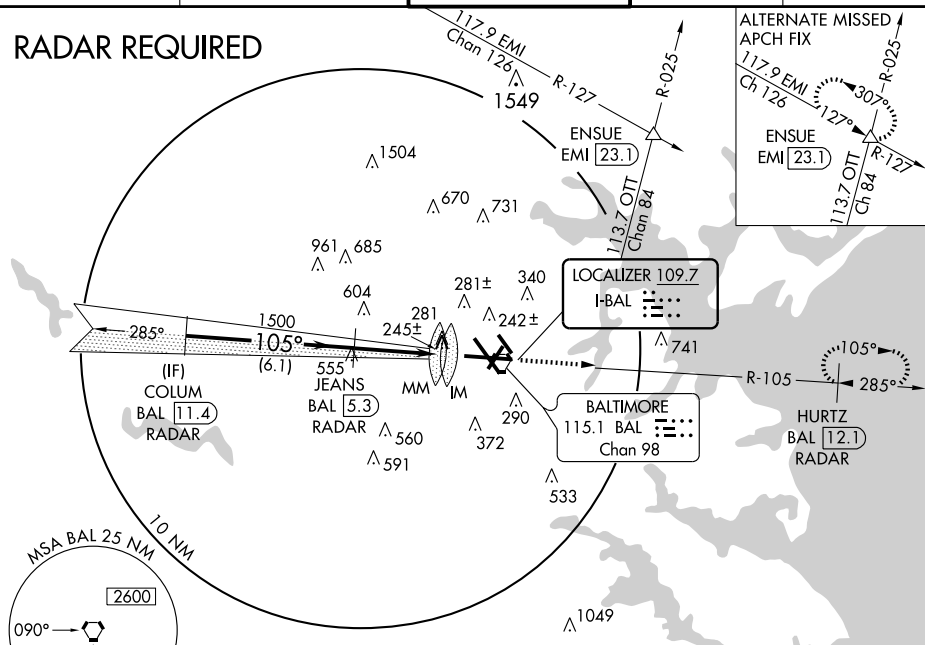 RADAR REQUIRED
117.9 EMI
Chan 126
R-127
1549
R-025
ENSUE
EMI 23.1
113.7 OTT
Chan 84
ALTERNATE MISSED
APCH FIX
117.9 EMI
Ch 126
127°
307°
R-025
ENSUE
EMI 23.1
R-127
113.7 OTT
Ch 84
1504
670
731
961
685
604
281±
340
281
245±
242±
LOCALIZER 109.7
I-BAL
741
285°
1500
105°
(6.1)
555
(IF)
COLUM
BAL 11.4
RADAR
JEANS
BAL 5.3
RADAR
MM
IM
R-105
105°
285°
HURTZ
BAL 12.1
RADAR
290
372
BALTIMORE
115.1 BAL
Chan 98
560
591
533
10 NM
MSA BAL 25 NM
2600
090°
1049